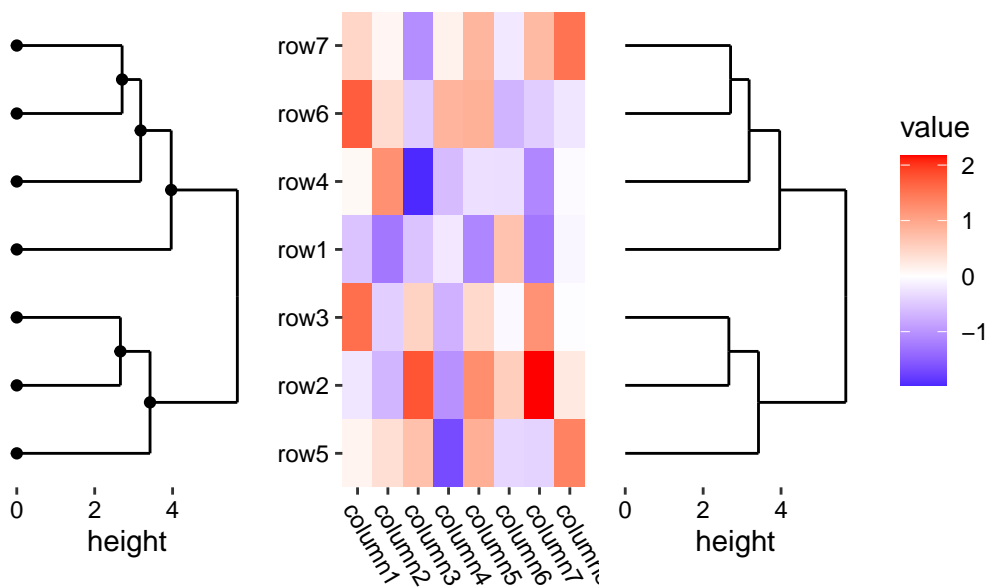 row7
row6
row4
row1
row3
row2
row5
value
2
1
0
−1
0 2 4
height
column1
column2
column3
column4
column5
column6
column7
0 2 4
height